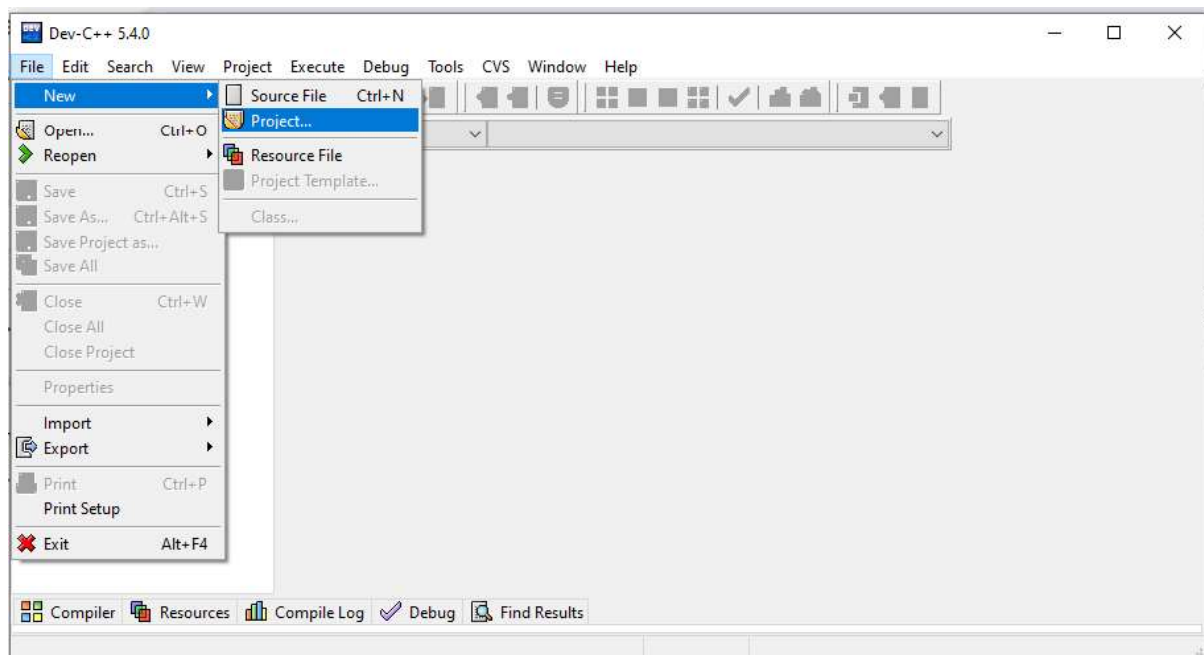 Dev-C++ 5.4.0
File Edit Search View Project Execute Debug Tools CVS Window Help
New
Source File Ctrl+N
Project...
Resource File
Project Template...
Class...
Open... Ctrl+O
Reopen
Save Ctrl+S
Save As... Ctrl+Alt+S
Save Project as...
Save All
Close Ctrl+W
Close All
Close Project
Properties
Import
Export
Print Ctrl+P
Print Setup
Exit Alt+F4
Compiler Resources Compile Log Debug Find Results